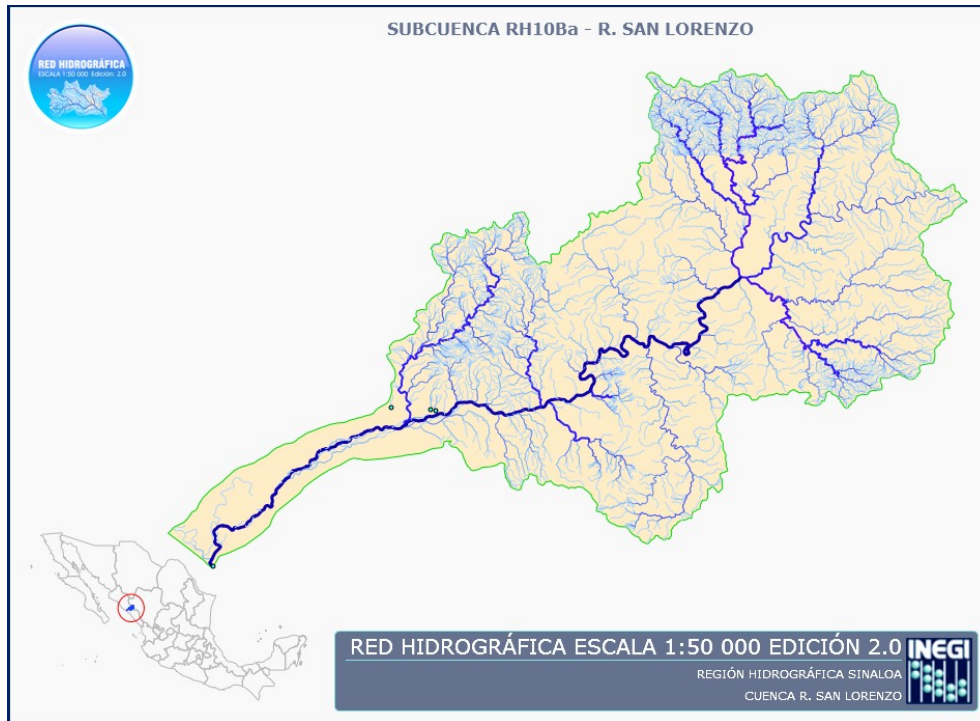 SUBCUENCA RH10Ba - R. SAN LORENZO
RED HIDROGRÁFICA
ESCALA 1:50 000 Edición: 2.0
RED HIDROGRÁFICA ESCALA 1:50 000 EDICIÓN 2.0
REGIÓN HIDROGRÁFICA SINALOA
CUENCA R. SAN LORENZO
INEGI